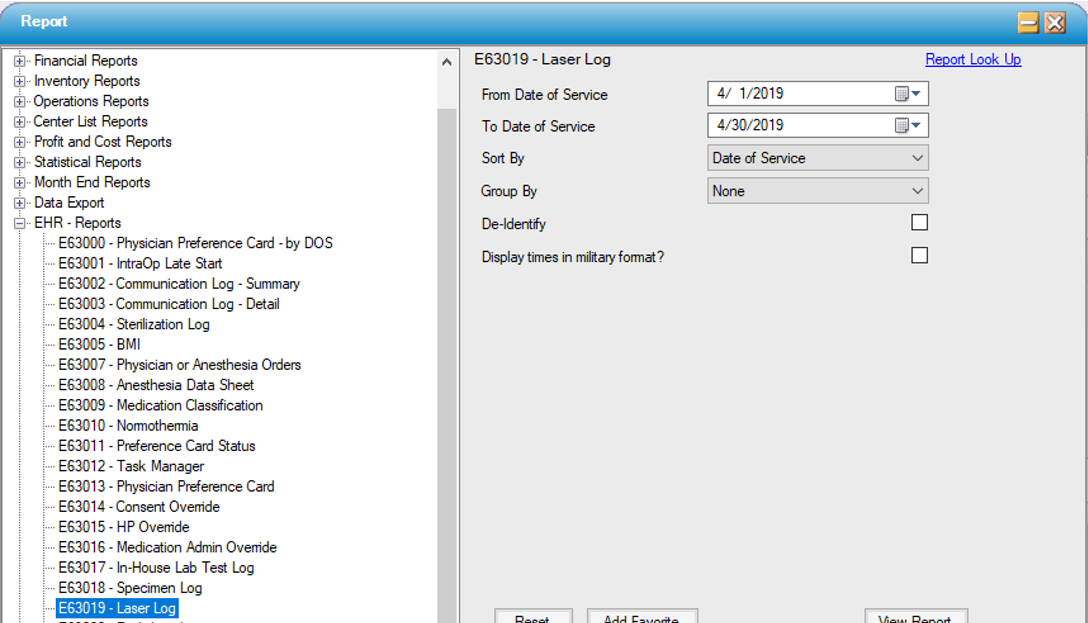 Report
Financial Reports
Inventory Reports
Operations Reports
Center List Reports
Profit and Cost Reports
Statistical Reports
Month End Reports
Data Export
EHR - Reports
E63000 - Physician Preference Card - by DOS
E63001 - IntraOp Late Start
E63002 - Communication Log - Summary
E63003 - Communication Log - Detail
E63004 - Sterilization Log
E63005 - BMI
E63007 - Physician or Anesthesia Orders
E63008 - Anesthesia Data Sheet
E63009 - Medication Classification
E63010 - Normothermia
E63011 - Preference Card Status
E63012 - Task Manager
E63013 - Physician Preference Card
E63014 - Consent Override
E63015 - HP Override
E63016 - Medication Admin Override
E63017 - In-House Lab Test Log
E63018 - Specimen Log
E63019 - Laser Log
E63019 - Laser Log Report Look Up
From Date of Service 4/ 1/2019
To Date of Service 4/30/2019
Sort By Date of Service
Group By None
De-Identify
Display times in military format?
Reset Add Favorite View Report